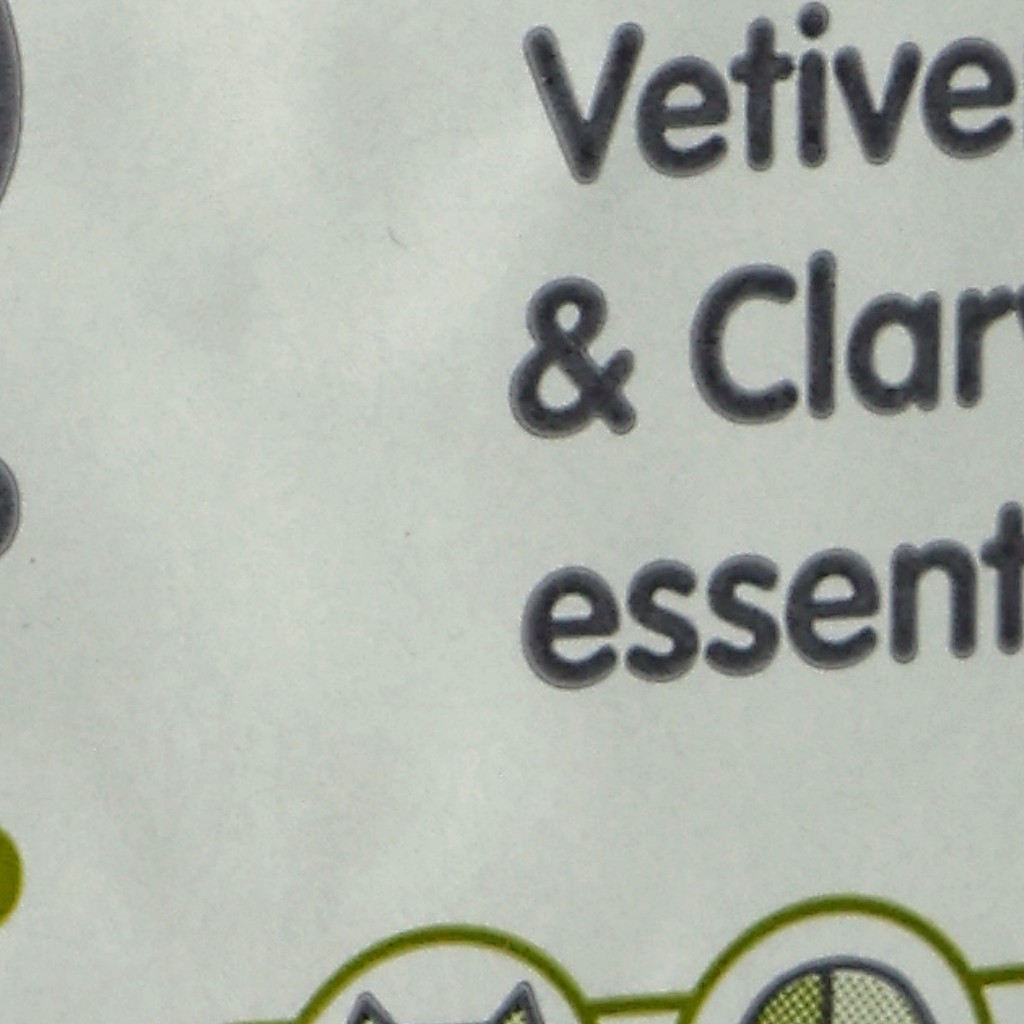 Vetive
& Clar
essent